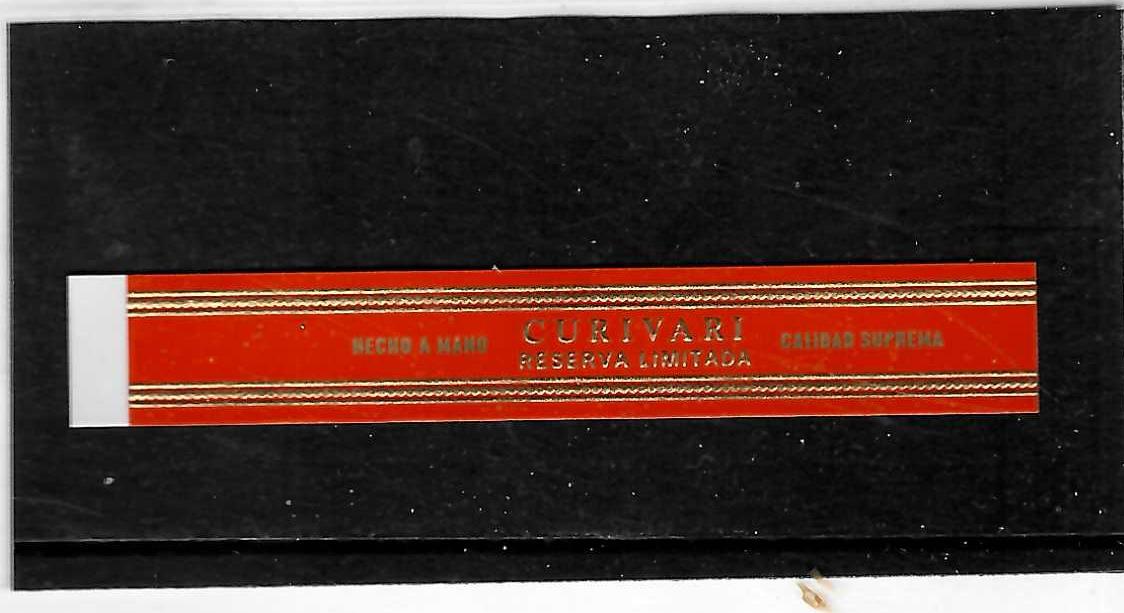 HECHO A MANO
CURIVARI
RESERVA LIMITADA
CALIDAD SUPREMA